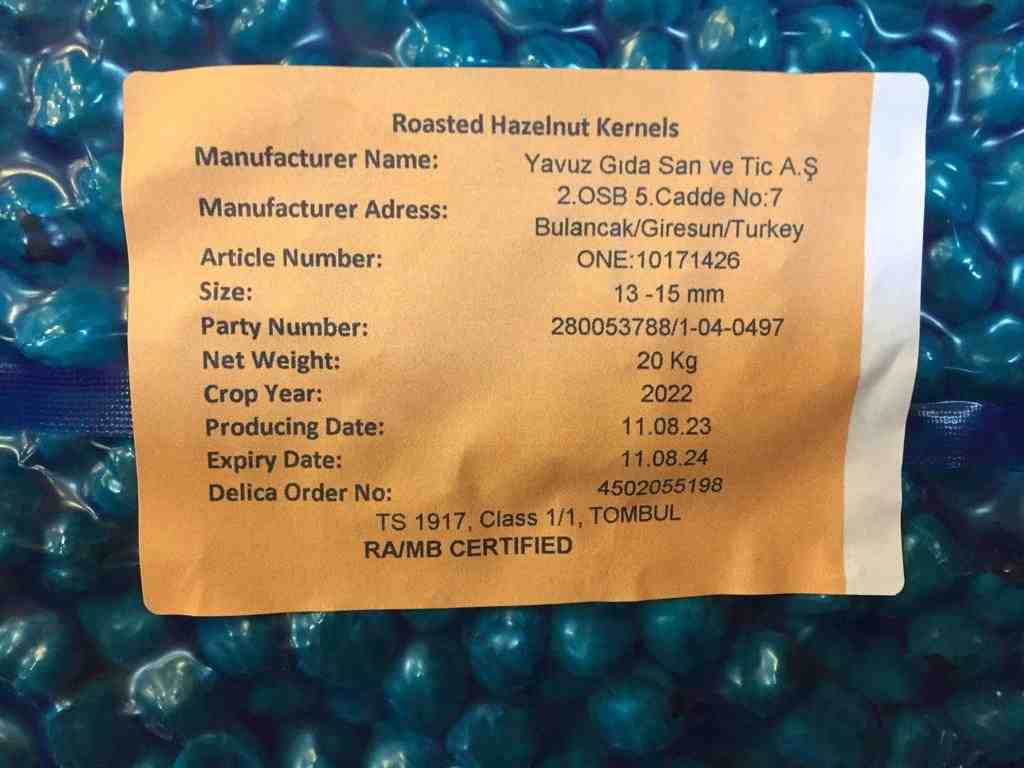 Roasted Hazelnut Kernels
Manufacturer Name: Yavuz Gıda San ve Tic A.Ş
Manufacturer Adress: 2.OSB 5.Cadde No:7
Bulancak/Giresun/Turkey
Article Number: ONE:10171426
Size: 13 -15 mm
Party Number: 280053788/1-04-0497
Net Weight: 20 Kg
Crop Year: 2022
Producing Date: 11.08.23
Expiry Date: 11.08.24
Delica Order No: 4502055198
TS 1917, Class 1/1, TOMBUL
RA/MB CERTIFIED